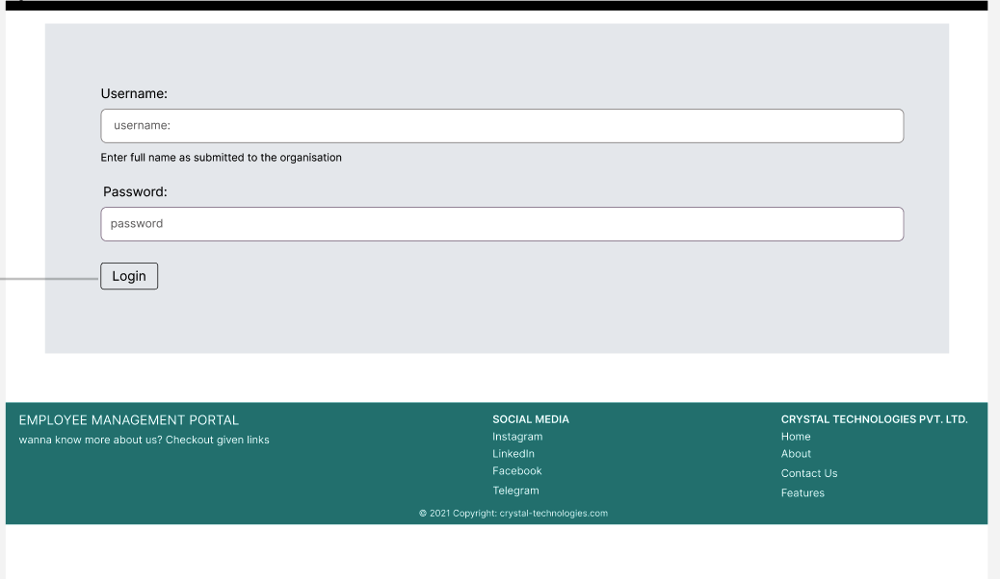 Username:
username:
Enter full name as submitted to the organisation
Password:
password
Login
EMPLOYEE MANAGEMENT PORTAL
wanna know more about us? Checkout given links
SOCIAL MEDIA
Instagram
LinkedIn
Facebook
Telegram
CRYSTAL TECHNOLOGIES PVT. LTD.
Home
About
Contact Us
Features
© 2021 Copyright: crystal-technologies.com